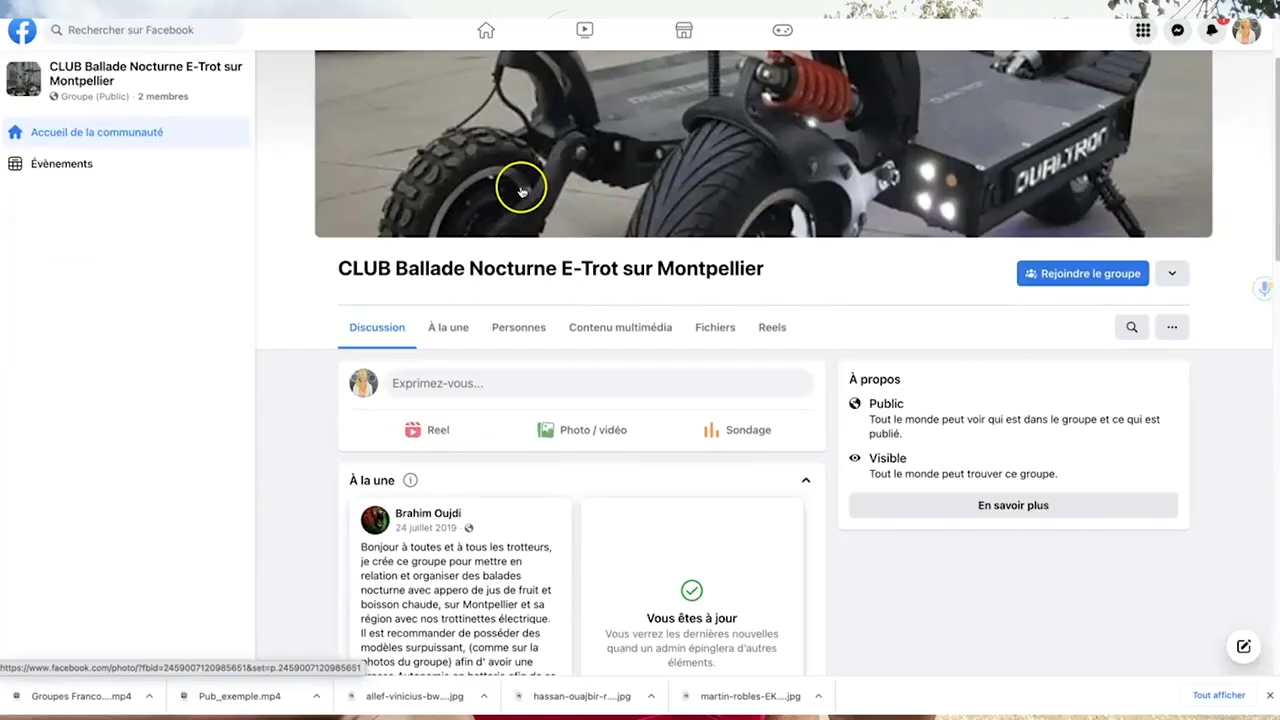 Rechercher sur Facebook
CLUB Ballade Nocturne E-Trot sur
Montpellier
Groupe (Public) · 2 membres
Accueil de la communauté
Évènements
DUALTRON
DUALTRON
CLUB Ballade Nocturne E-Trot sur Montpellier
Rejoindre le groupe
Discussion
À la une
Personnes
Contenu multimédia
Fichiers
Reels
Exprimez-vous...
Reel
Photo / vidéo
Sondage
À propos
Public
Tout le monde peut voir qui est dans le groupe et ce qui est
publié.
Visible
Tout le monde peut trouver ce groupe.
En savoir plus
À la une
Brahim Oujdi
24 juillet 2019 ·
Bonjour à toutes et à tous les trotteurs,
je crée ce groupe pour mettre en
relation et organiser des balades
nocturne avec appero de jus de fruit et
boisson chaude, sur Montpellier et sa
région avec nos trottinettes électrique.
Il est recommander de posséder des
modèles surpuissant, (comme sur la
photos du groupe) afin d' avoir une
Vous êtes à jour
Vous verrez les dernières nouvelles
quand un admin épinglera d'autres
éléments.
https://www.facebook.com/photo/?fbid=2459007120985651&set=p.2459007120985651
Groupes Franco....mp4
Pub_exemple.mp4
allef-vinicius-bw....jpg
hassan-ouajbir-r....jpg
martin-robles-EK....jpg
Tout afficher